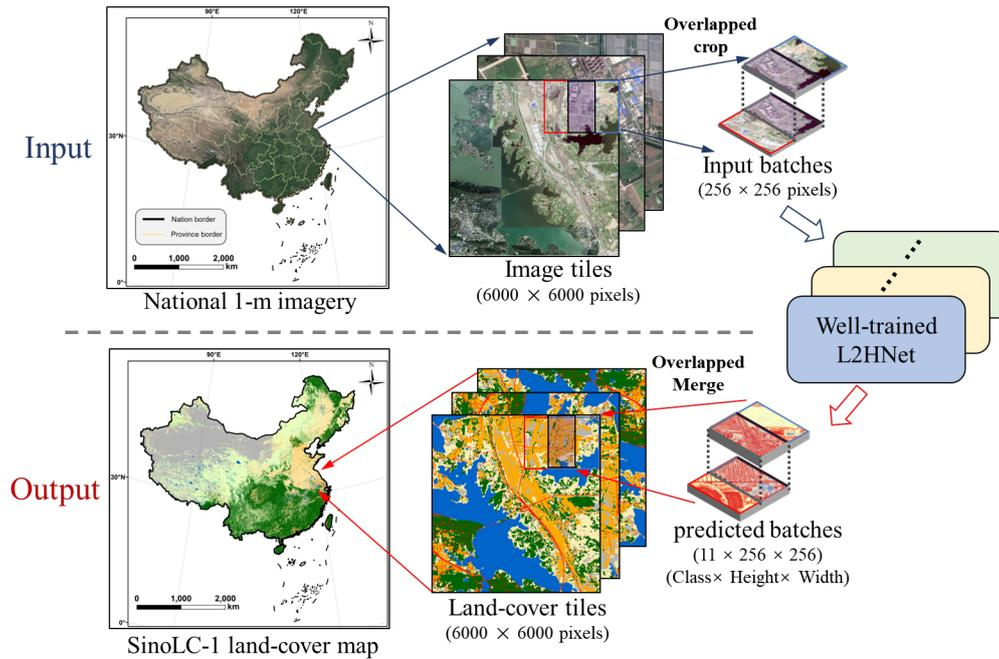 Input
90°E
120°E
N
30°N
0°
Nation border
Province border
0 1,000 2,000
km
National 1-m imagery
Image tiles
(6000 × 6000 pixels)
Overlapped
crop
Input batches
(256 × 256 pixels)
Well-trained
L2HNet
Output
90°E
120°E
N
30°N
0°
0 1,000 2,000
km
SinoLC-1 land-cover map
Land-cover tiles
(6000 × 6000 pixels)
Overlapped
Merge
predicted batches
(11 × 256 × 256)
(Class× Height× Width)